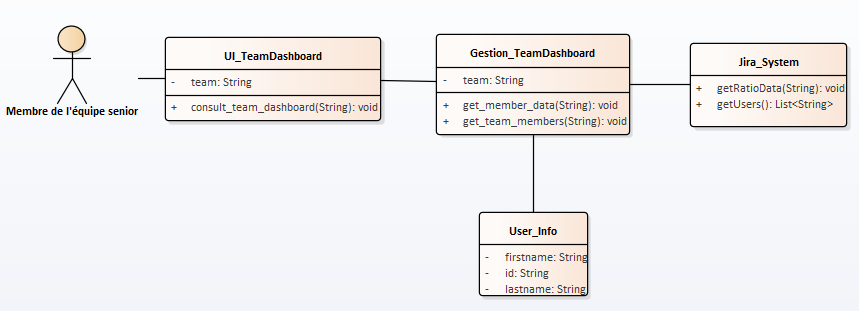 Membre de l'équipe senior
UI_TeamDashboard
- team: String
+ consult_team_dashboard(String): void
Gestion_TeamDashboard
- team: String
+ get_member_data(String): void
+ get_team_members(String): void
Jira_System
+ getRatioData(String): void
+ getUsers(): List<String>
User_Info
- firstname: String
- id: String
- lastname: String